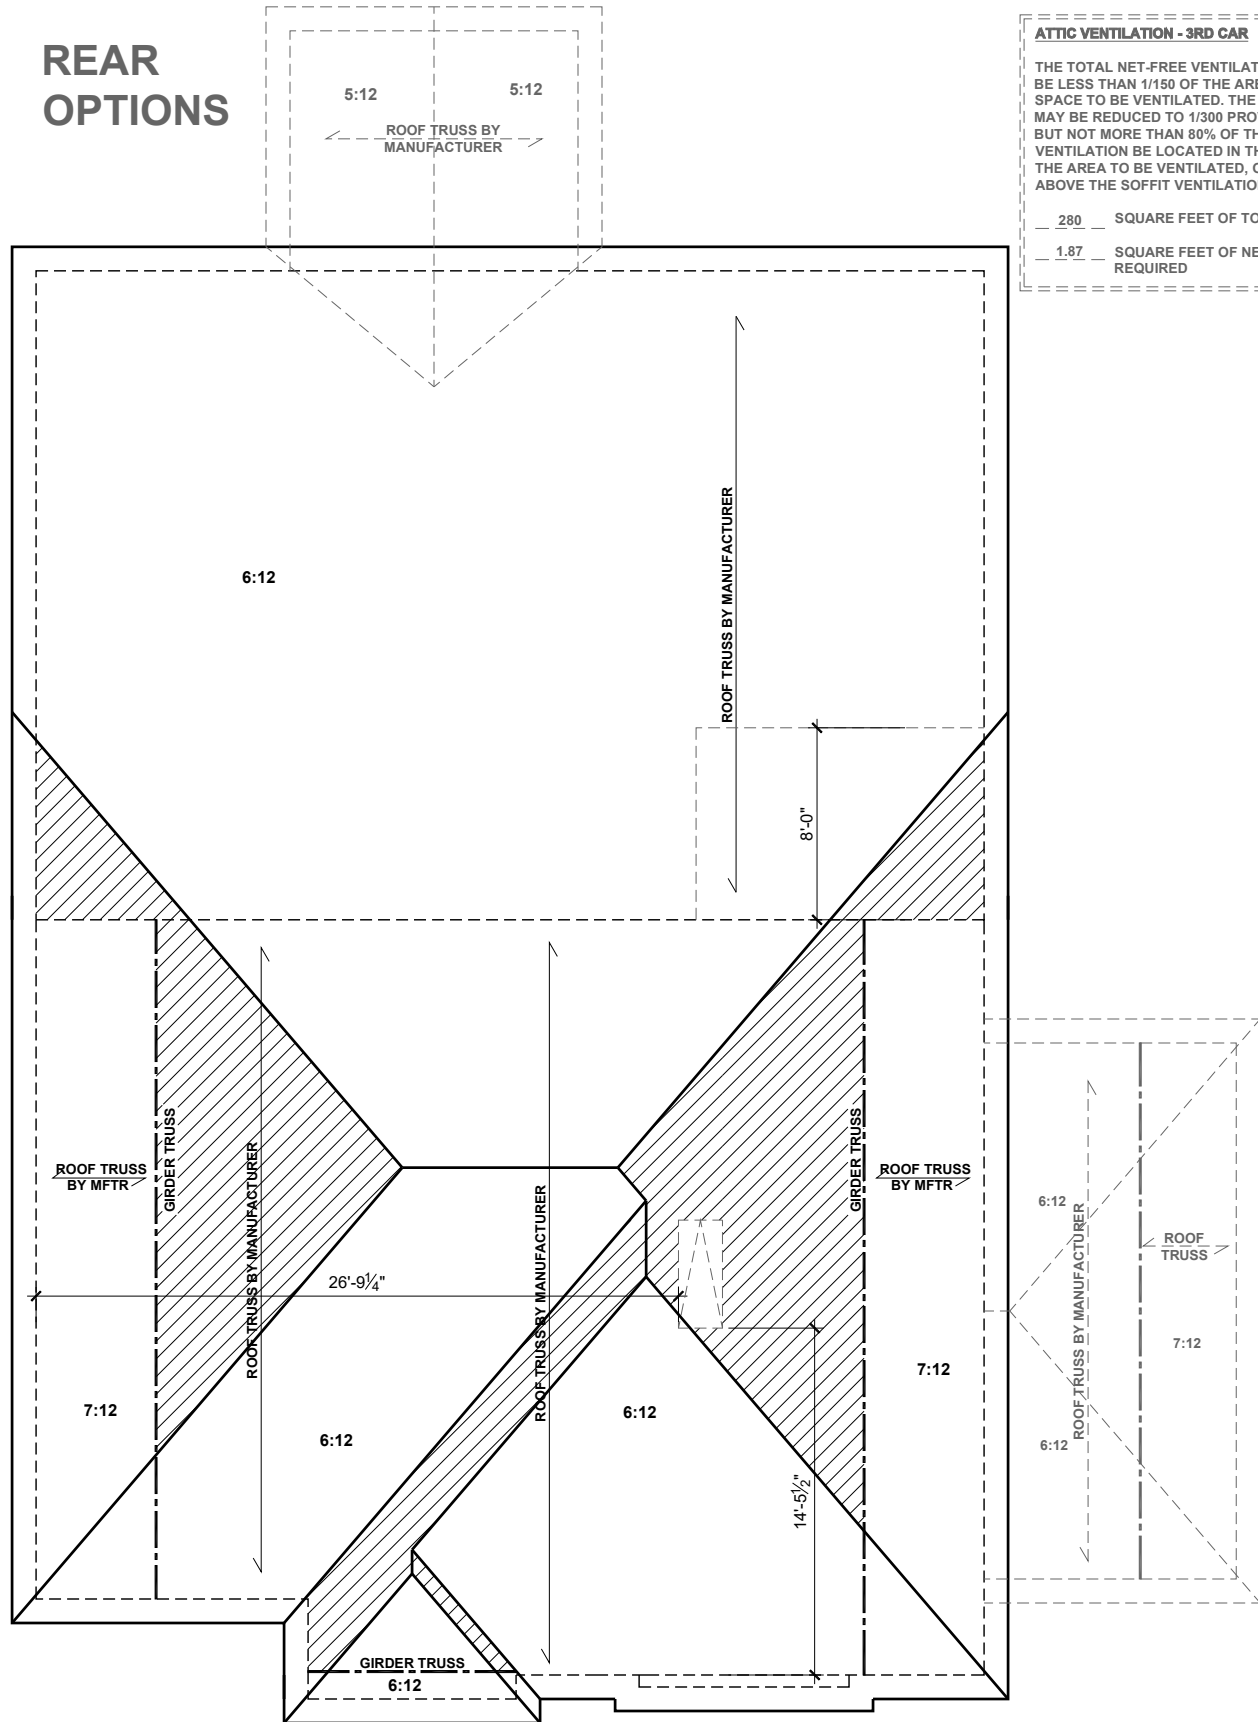 REAR
OPTIONS
5:12
5:12
ROOF TRUSS BY
MANUFACTURER
ATTIC VENTILATION - 3RD CAR
THE TOTAL NET-FREE VENTILAT
BE LESS THAN 1/150 OF THE ARE
SPACE TO BE VENTILATED. THE
MAY BE REDUCED TO 1/300 PRO
BUT NOT MORE THAN 80% OF TH
VENTILATION BE LOCATED IN TH
THE AREA TO BE VENTILATED,
ABOVE THE SOFFIT VENTILATIO
280 SQUARE FEET OF TO
1.87 SQUARE FEET OF NE
REQUIRED
6:12
ROOF TRUSS BY MANUFACTURER
8'-0"
ROOF TRUSS
BY MFTR
GIRDER TRUSS
ROOF TRUSS BY MANUFACTURER
ROOF TRUSS BY MANUFACTURER
GIRDER TRUSS
ROOF TRUSS
BY MFTR
26'-9¼"
7:12
6:12
6:12
14'-5½"
7:12
GIRDER TRUSS
6:12
6:12
ROOF TRUSS BY MANUFACTURER
ROOF
TRUSS
7:12
6:12